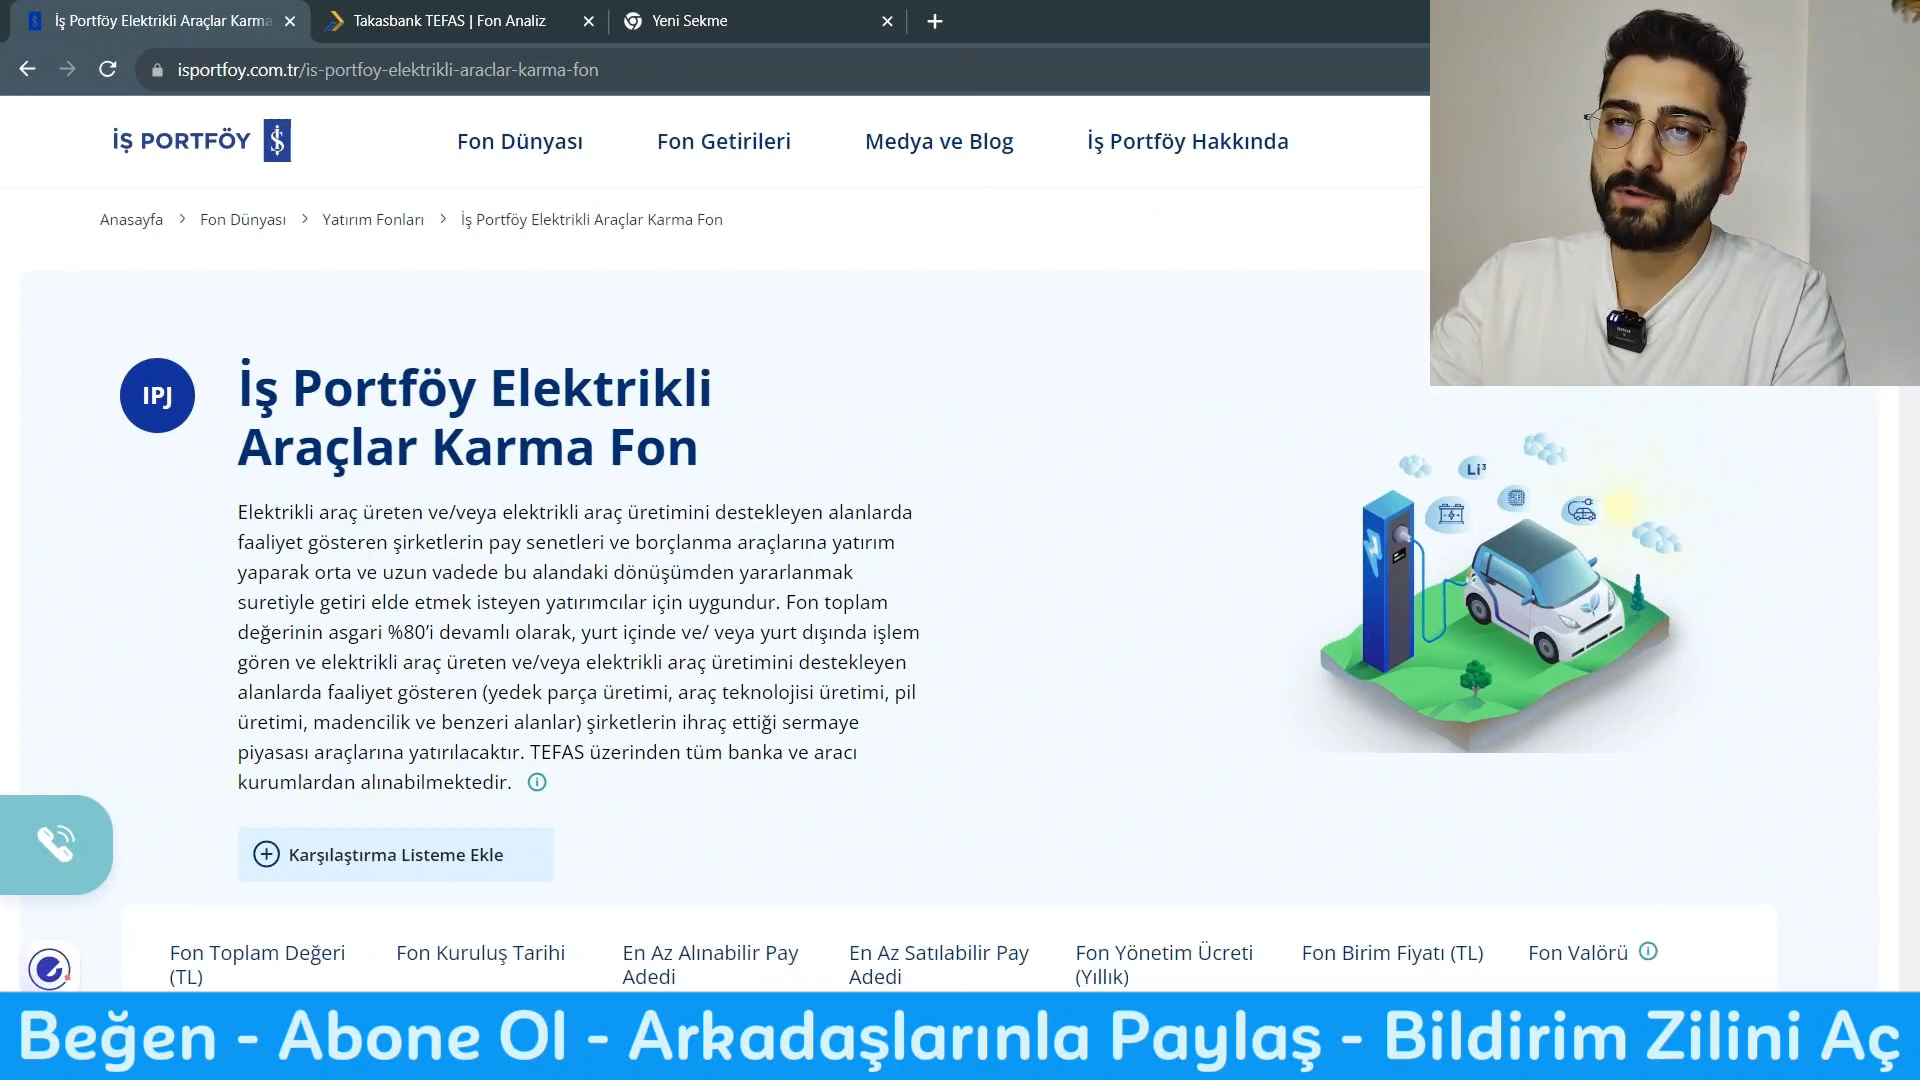 İş Portföy Elektrikli Araçlar Karma
Takasbank TEFAS | Fon Analiz
Yeni Sekme
isportfoy.com.tr/is-portfoy-elektrikli-araclar-karma-fon
İŞ PORTFÖY
Fon Dünyası
Fon Getirileri
Medya ve Blog
İş Portföy Hakkında
Anasayfa > Fon Dünyası > Yatırım Fonları > İş Portföy Elektrikli Araçlar Karma Fon
IPJ
İş Portföy Elektrikli
Araçlar Karma Fon
Elektrikli araç üreten ve/veya elektrikli araç üretimini destekleyen alanlarda
faaliyet gösteren şirketlerin pay senetleri ve borçlanma araçlarına yatırım
yaparak orta ve uzun vadede bu alandaki dönüşümden yararlanmak
suretiyle getiri elde etmek isteyen yatırımcılar için uygundur. Fon toplam
değerinin asgari %80’i devamlı olarak, yurt içinde ve/ veya yurt dışında işlem
gören ve elektrikli araç üreten ve/veya elektrikli araç üretimini destekleyen
alanlarda faaliyet gösteren (yedek parça üretimi, araç teknolojisi üretimi, pil
üretimi, madencilik ve benzeri alanlar) şirketlerin ihraç ettiği sermaye
piyasası araçlarına yatırılacaktır. TEFAS üzerinden tüm banka ve aracı
kurumlardan alınabilmektedir.
Li³
Karşılaştırma Listeme Ekle
Fon Toplam Değeri
(TL)
Fon Kuruluş Tarihi
En Az Alınabilir Pay
Adedi
En Az Satılabilir Pay
Adedi
Fon Yönetim Ücreti
(Yıllık)
Fon Birim Fiyatı (TL)
Fon Valörü
Beğen - Abone Ol - Arkadaşlarınla Paylaş - Bildirim Zilini Aç